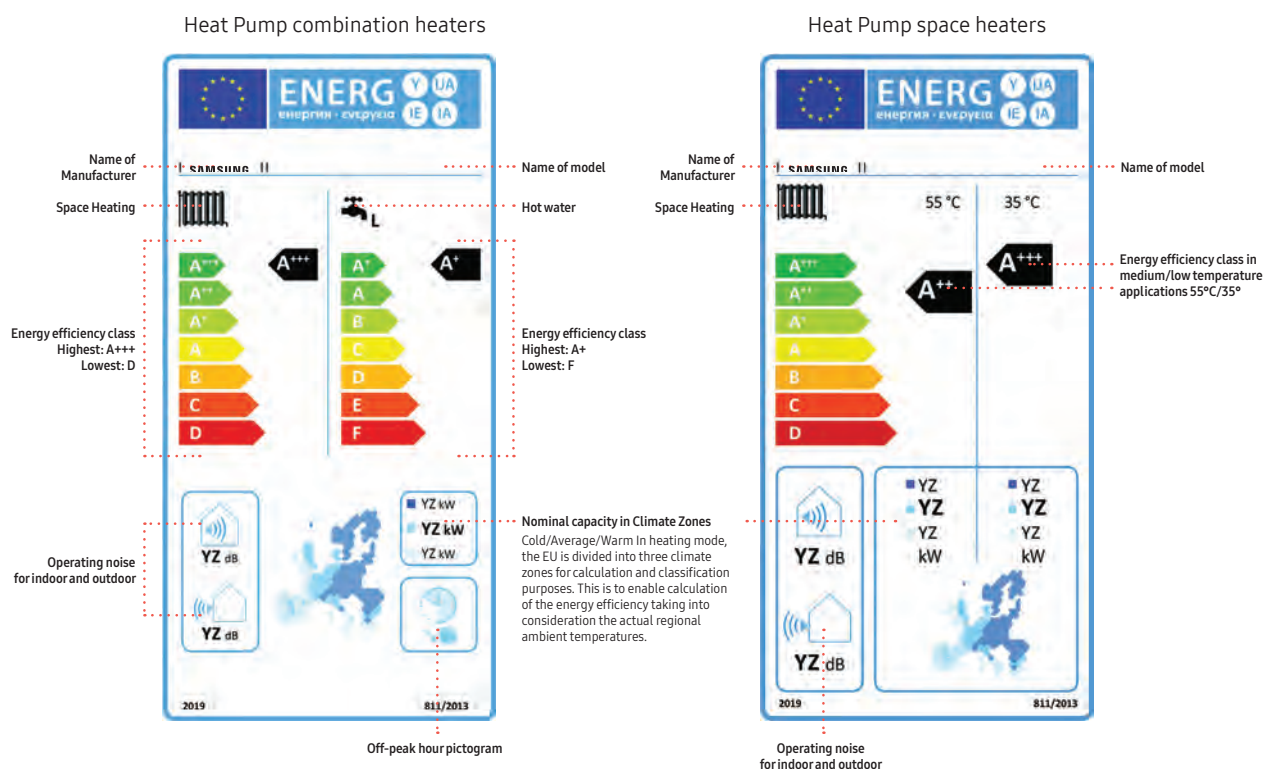 Heat Pump combination heaters
ENERG
енергия · ενεργεια
Y
IJA
IE
IA
Name of
Manufacturer
SAMSUNG
Name of model
Space Heating
Hot water
L
A+++
A++
A+
A
B
C
D
A+++
A+
A
B
C
D
E
F
A+
Energy efficiency class
Highest: A+++
Lowest: D
Energy efficiency class
Highest: A+
Lowest: F
YZ dB
YZ dB
Operating noise
for indoor and outdoor
YZ kW
YZ kW
YZ kW
Nominal capacity in Climate Zones
Cold/Average/Warm In heating mode,
the EU is divided into three climate
zones for calculation and classification
purposes. This is to enable calculation
of the energy efficiency taking into
consideration the actual regional
ambient temperatures.
2019
811/2013
Off-peak hour pictogram
Heat Pump space heaters
ENERG
енергия · ενεργεια
Y
IJA
IE
IA
Name of
Manufacturer
SAMSUNG
Name of model
Space Heating
55 °C
35 °C
A+++
A++
A+
A
B
C
D
A++
A+++
Energy efficiency class in
medium/low temperature
applications 55°C/35°
YZ dB
YZ dB
YZ
YZ
YZ
kW
YZ
YZ
YZ
kW
2019
811/2013
Operating noise
for indoor and outdoor